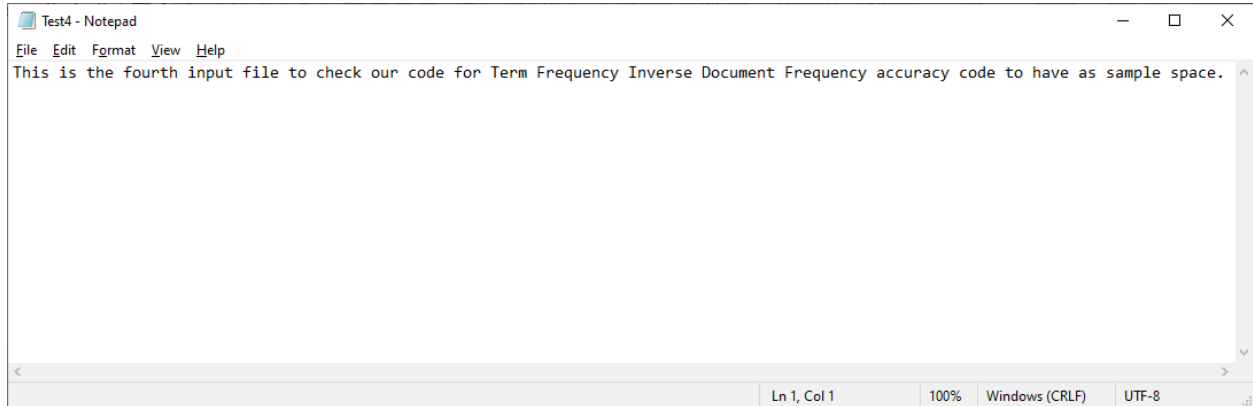 Test4 - Notepad
File Edit Format View Help
This is the fourth input file to check our code for Term Frequency Inverse Document Frequency accuracy code to have as sample space.
Ln 1, Col 1 100% Windows (CRLF) UTF-8